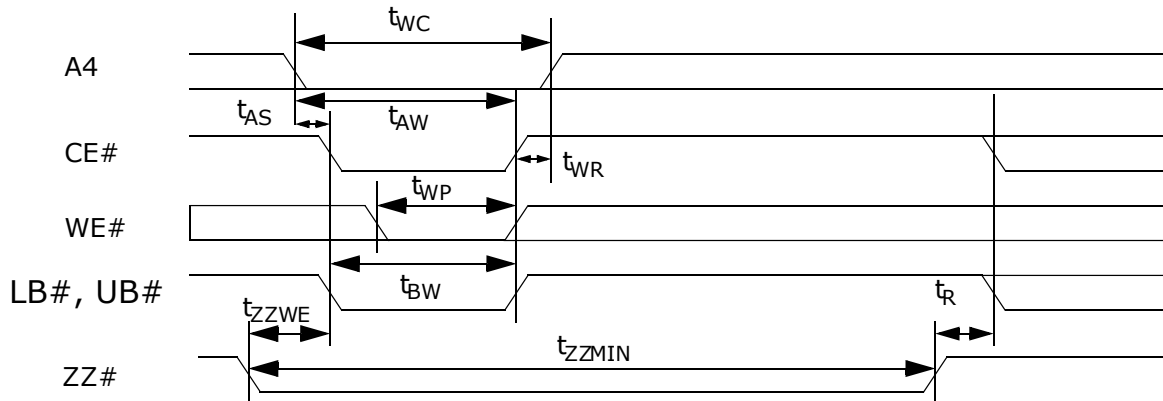 tWC
A4
tAS
tAW
CE#
tWR
tWP
WE#
LB#, UB#
tBW
tR
tZZWE
tZZMIN
ZZ#